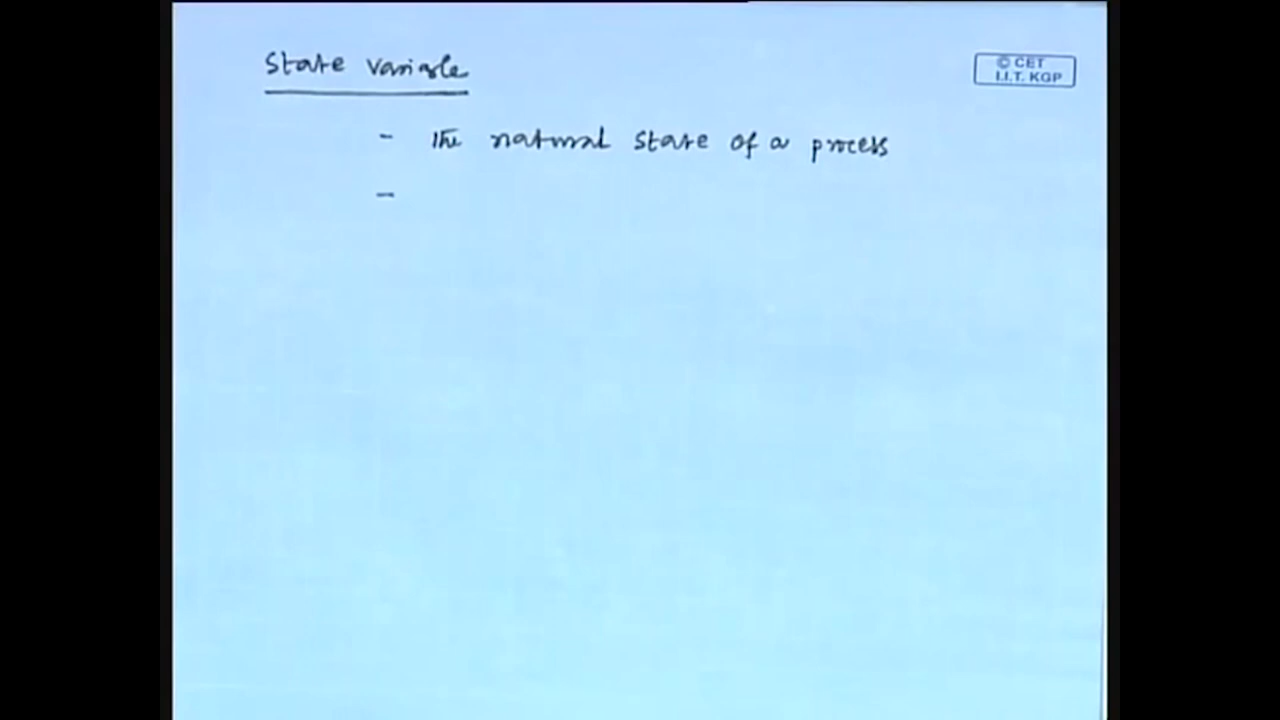 State variable
© CET
I.I.T. KGP
- The natural state of a process
-